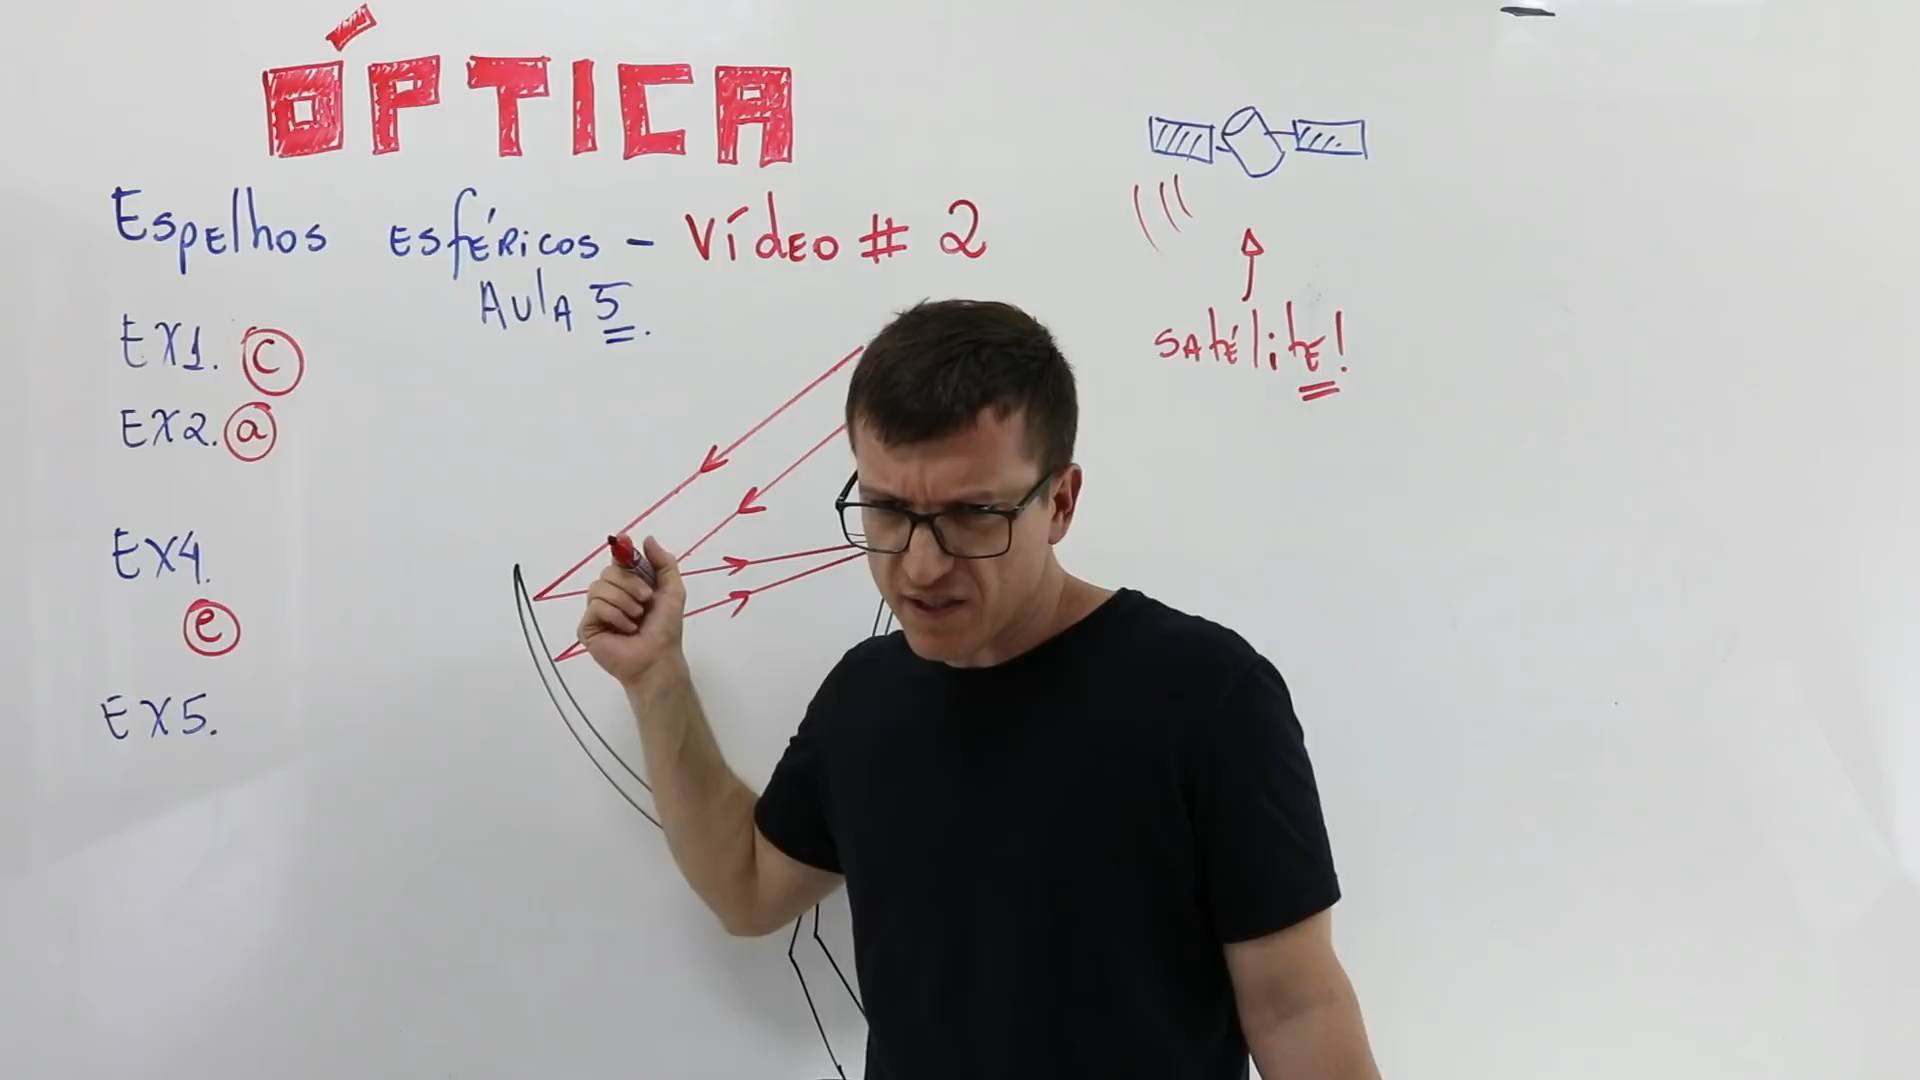 ÓPTICA
Espelhos esféricos - Vídeo # 2
Aula 5.
EX1. c
EX2. a
EX4.
e
EX5.
satélite!